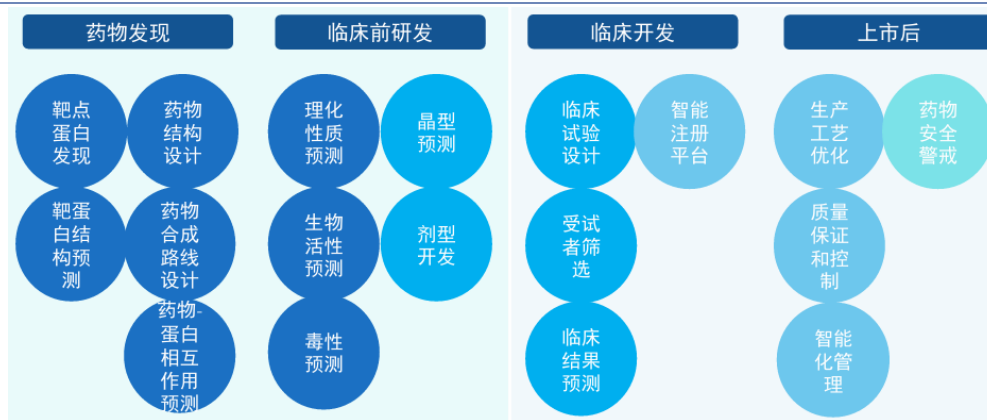 药物发现
临床前研发
临床开发
上市后
靶点
蛋白
发现
药物
结构
设计
理化
性质
预测
晶型
预测
临床
试验
设计
智能
注册
平台
生产
工艺
优化
药物
安全
警戒
靶蛋
白结
构预
测
药物
合成
路线
设计
生物
活性
预测
剂型
开发
受试
者筛
选
质量
保证
和控
制
药物-
蛋白
相互
作用
预测
毒性
预测
临床
结果
预测
智能
化管
理